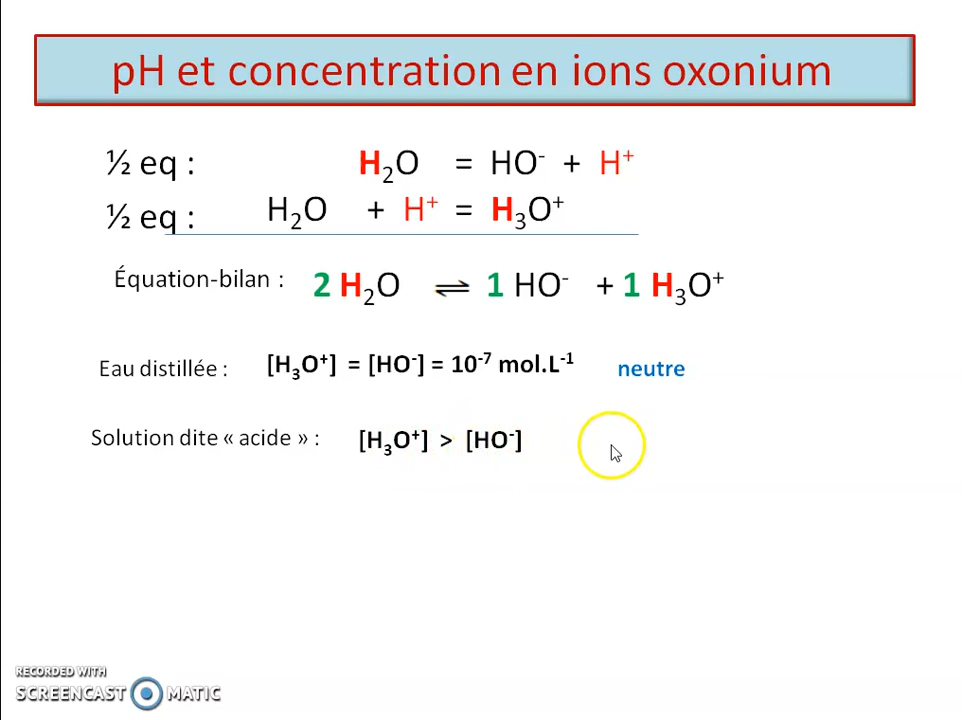 pH et concentration en ions oxonium
½ eq : H₂O = HO⁻ + H⁺
½ eq : H₂O + H⁺ = H₃O⁺
Équation-bilan : 2 H₂O ⇌ 1 HO⁻ + 1 H₃O⁺
Eau distillée : [H₃O⁺] = [HO⁻] = 10⁻⁷ mol.L⁻¹ neutre
Solution dite « acide » : [H₃O⁺] > [HO⁻]
RECORDED WITH
SCREENCAST MATIC